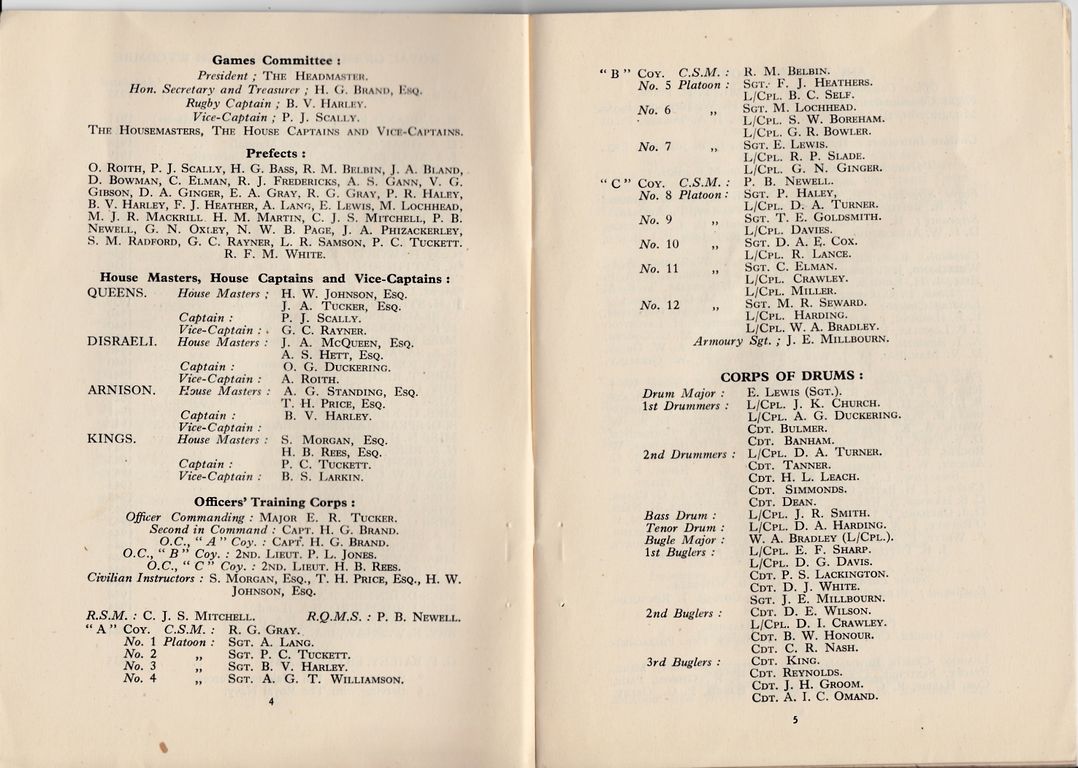 Games Committee :
President ; THE HEADMASTER.
Hon. Secretary and Treasurer ; H. G. BRAND, ESQ.
Rugby Captain ; B. V. HARLEY.
Vice-Captain ; P. J. SCALLY.
THE HOUSEMASTERS, THE HOUSE CAPTAINS AND VICE-CAPTAINS.
Prefects :
O. ROITH, P. J. SCALLY, H. G. BASS, R. M. BELBIN, J. A. BLAND,
D. BOWMAN, C. ELMAN, R. J. FREDERICKS, A. S. GANN, V. G.
GIBSON, D. A. GINGER, E. A. GRAY, R. G. GRAY, P. R. HALEY,
B. V. HARLEY, F. J. HEATHER, A. LANG, E. LEWIS, M. LOCHHEAD,
M. J. R. MACKRILL. H. M. MARTIN, C. J. S. MITCHELL, P. B.
NEWELL, G. N. OXLEY, N. W. B. PAGE, J. A. PHIZACKERLEY,
S. M. RADFORD, G. C. RAYNER, L. R. SAMSON, P. C. TUCKETT.
R. F. M. WHITE.
House Masters, House Captains and Vice-Captains :
QUEENS. House Masters ; H. W. JOHNSON, ESQ.
J. A. TUCKER, ESQ.
Captain : P. J. SCALLY.
Vice-Captain : G. C. RAYNER.
DISRAELI. House Masters : J. A. MCQUEEN, ESQ.
A. S. HETT, ESQ.
Captain : O. G. DUCKERING.
Vice-Captain : A. ROITH.
ARNISON. House Masters : A. G. STANDING, ESQ.
T. H. PRICE, ESQ.
Captain : B. V. HARLEY.
Vice-Captain :
KINGS. House Masters : S. MORGAN, ESQ.
H. B. REES, ESQ.
Captain : P. C. TUCKETT.
Vice-Captain : B. S. LARKIN.
Officers' Training Corps :
Officer Commanding : MAJOR E. R. TUCKER.
Second in Command : CAPT. H. G. BRAND.
O.C., "A" Coy. : CAPT. H. G. BRAND.
O.C., "B" Coy. : 2ND. LIEUT. P. L. JONES.
O.C., "C" Coy. : 2ND. LIEUT. H. B. REES.
Civilian Instructors : S. MORGAN, ESQ., T. H. PRICE, ESQ., H. W.
JOHNSON, ESQ.
R.S.M. : C. J. S. MITCHELL. R.Q.M.S. : P. B. NEWELL.
"A" COY. C.S.M. : R. G. GRAY.
No. 1 Platoon : SGT. A. LANG.
No. 2 „ SGT. P. C. TUCKETT.
No. 3 „ SGT. B. V. HARLEY.
No. 4 „ SGT. A. G. T. WILLIAMSON.
4
"B" COY. C.S.M. : R. M. BELBIN.
No. 5 Platoon : SGT. F. J. HEATHERS.
L/CPL. B. C. SELF.
No. 6 „ SGT. M. LOCHHEAD.
L/CPL. S. W. BOREHAM.
L/CPL. G. R. BOWLER.
No. 7 „ SGT. E. LEWIS.
L/CPL. R. P. SLADE.
L/CPL. G. N. GINGER.
"C" COY. C.S.M. : P. B. NEWELL.
No. 8 Platoon : SGT. P. HALEY,
L/CPL. D. A. TURNER.
No. 9 „ SGT. T. E. GOLDSMITH.
L/CPL. DAVIES.
No. 10 „ SGT. D. A. E. COX.
L/CPL. R. LANCE.
No. 11 „ SGT. C. ELMAN.
L/CPL. CRAWLEY.
L/CPL. MILLER.
No. 12 „ SGT. M. R. SEWARD.
L/CPL. HARDING.
L/CPL. W. A. BRADLEY.
Armoury Sgt. ; J. E. MILLBOURN.
CORPS OF DRUMS :
Drum Major : E. LEWIS (SGT.).
1st Drummers : L/CPL. J. K. CHURCH.
L/CPL. A. G. DUCKERING.
CDT. BULMER.
CDT. BANHAM.
2nd Drummers : L/CPL. D. A. TURNER.
CDT. TANNER.
CDT. H. L. LEACH.
CDT. SIMMONDS.
CDT. DEAN.
Bass Drum : L/CPL. J. R. SMITH.
Tenor Drum : L/CPL. D. A. HARDING.
Bugle Major : W. A. BRADLEY (L/CPL.).
1st Buglers : L/CPL. E. F. SHARP.
L/CPL. D. G. DAVIS.
CDT. P. S. LACKINGTON.
CDT. D. J. WHITE.
SGT. J. E. MILLBOURN.
2nd Buglers : CDT. D. E. WILSON.
L/CPL. D. I. CRAWLEY.
CDT. B. W. HONOUR.
CDT. C. R. NASH.
3rd Buglers : CDT. KING.
CDT. REYNOLDS.
CDT. J. H. GROOM.
CDT. A. I. C. OMAND.
5